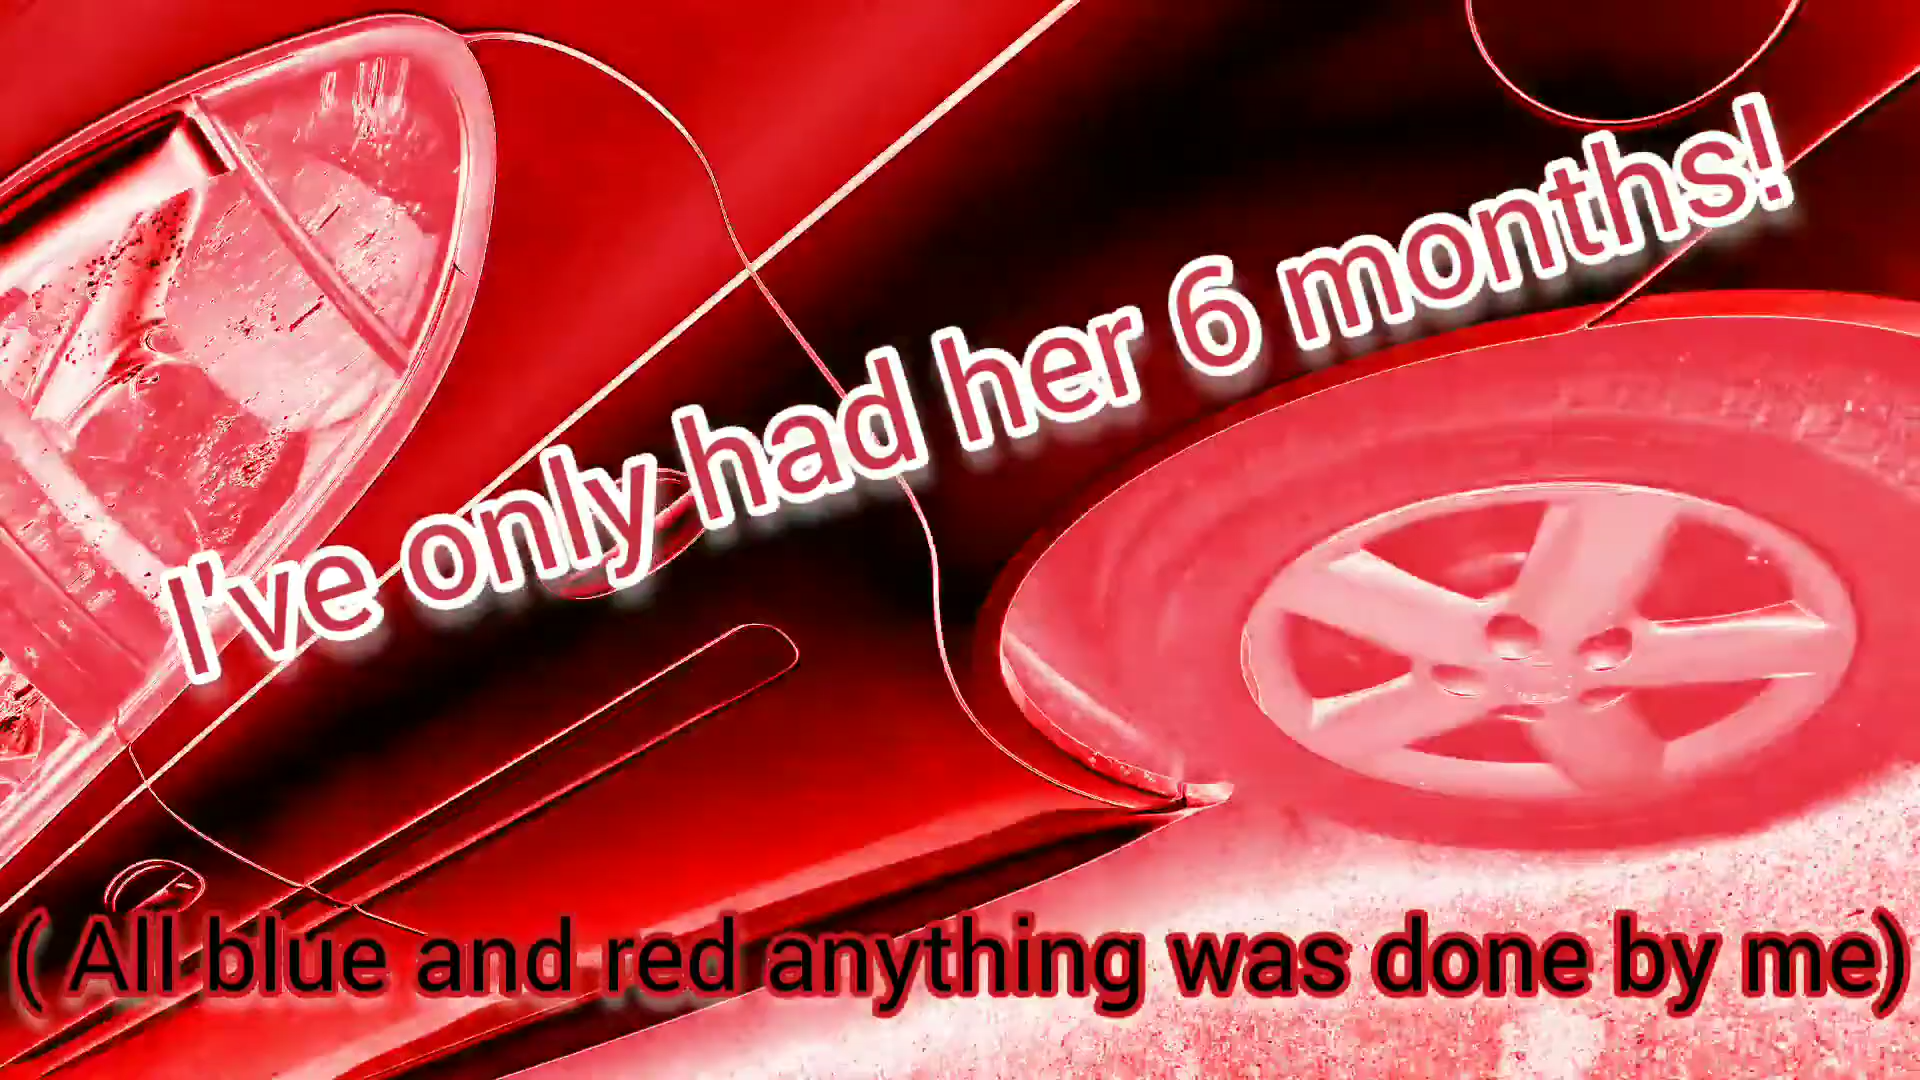 I've only had her 6 months!
( All blue and red anything was done by me)